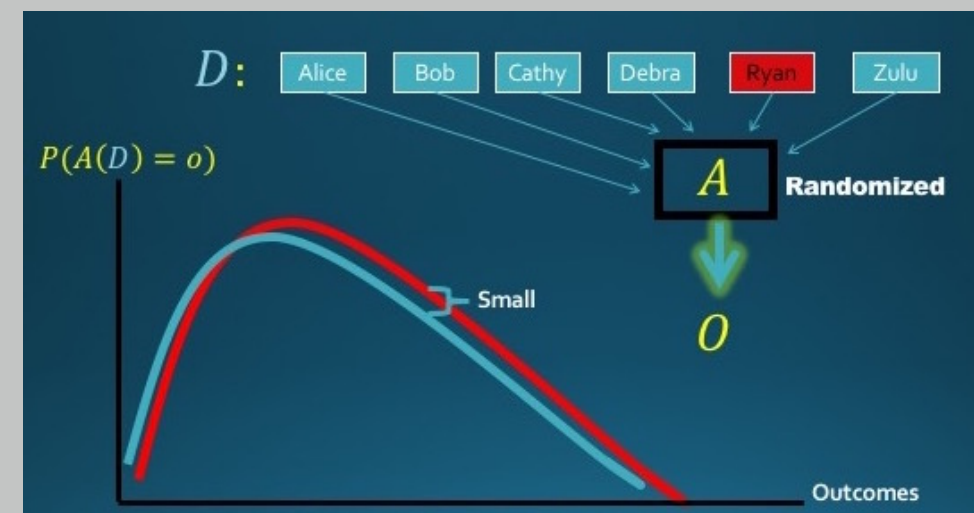 D: Alice Bob Cathy Debra Ryan Zulu
P(A(D) = o)
A Randomized
Small
O
Outcomes